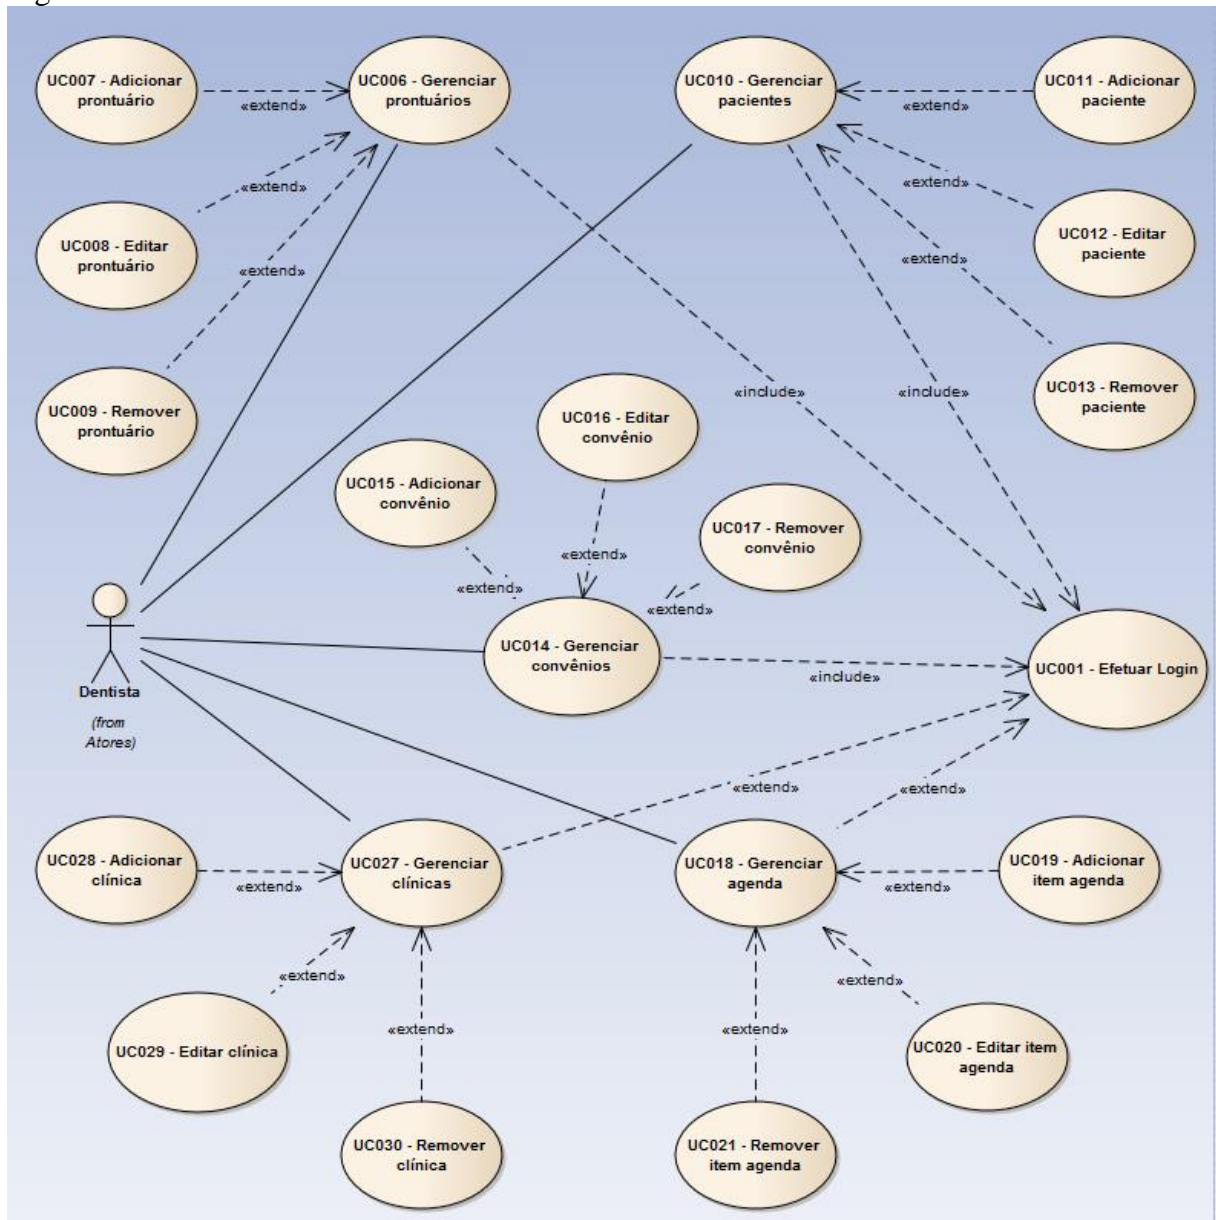 UC007 - Adicionar
prontuário
«extend»
UC006 - Gerenciar
prontuários
UC010 - Gerenciar
pacientes
«extend»
UC011 - Adicionar
paciente
«extend»
«extend»
UC008 - Editar
prontuário
UC012 - Editar
paciente
«extend»
«extend»
UC009 - Remover
prontuário
«include»
«include»
UC013 - Remover
paciente
UC016 - Editar
convênio
UC015 - Adicionar
convênio
UC017 - Remover
convênio
«extend»
«extend»
«extend»
UC014 - Gerenciar
convênios
«include»
UC001 - Efetuar Login
Dentista
(from
Atores)
«extend»
«extend»
UC028 - Adicionar
clínica
«extend»
UC027 - Gerenciar
clínicas
UC018 - Gerenciar
agenda
«extend»
UC019 - Adicionar
item agenda
«extend»
«extend»
«extend»
«extend»
UC029 - Editar clínica
UC020 - Editar item
agenda
UC030 - Remover
clínica
UC021 - Remover
item agenda